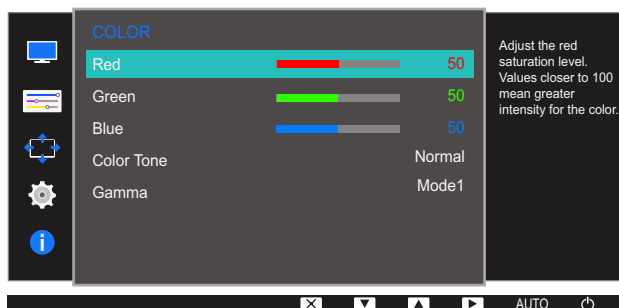 COLOR
Red 50
Green 50
Blue 50
Color Tone Normal
Gamma Mode1
Adjust the red
saturation level.
Values closer to 100
mean greater
intensity for the color.
AUTO